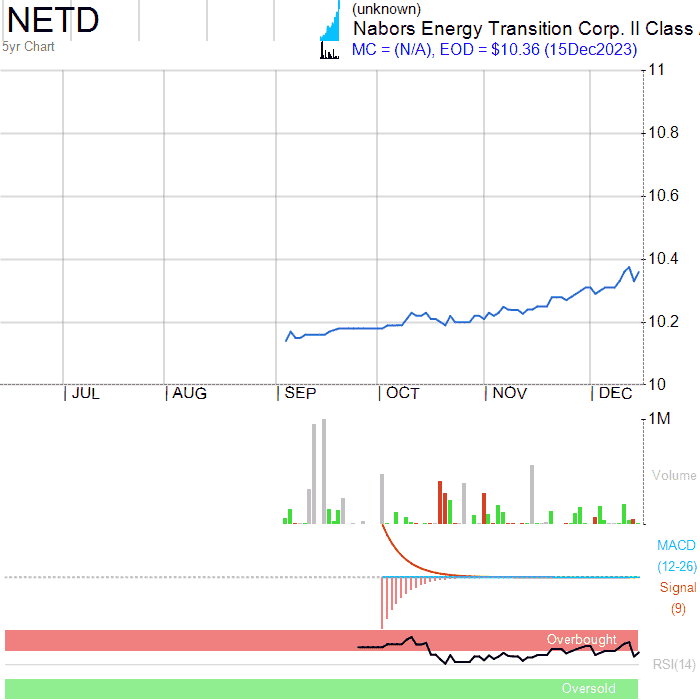 NETD
5yr Chart
(unknown)
Nabors Energy Transition Corp. II Class
MC = (N/A), EOD = $10.36 (15Dec2023)
11
10.8
10.6
10.4
10.2
10
JUL
AUG
SEP
OCT
NOV
DEC
1M
Volume
MACD
(12-26)
Signal
(9)
Overbought
RSI(14)
Oversold